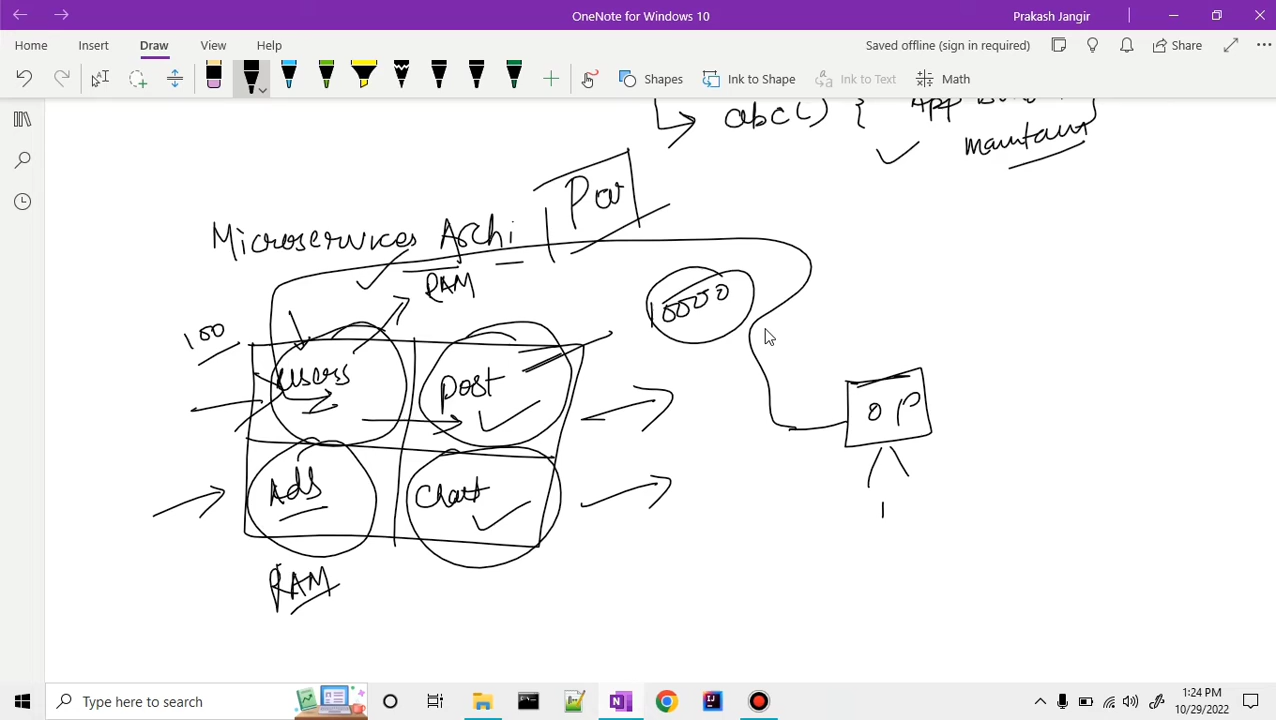 OneNote for Windows 10
Prakash Jangir
Home Insert Draw View Help
Saved offline (sign in required)
Share
Shapes
Ink to Shape
Ink to Text
Math
abc() {
}
maintain
Microservices Archi
RAM
100
10000
users
post
O P
Ads
Chatt
RAM
1
Type here to search
1:24 PM
10/29/2022